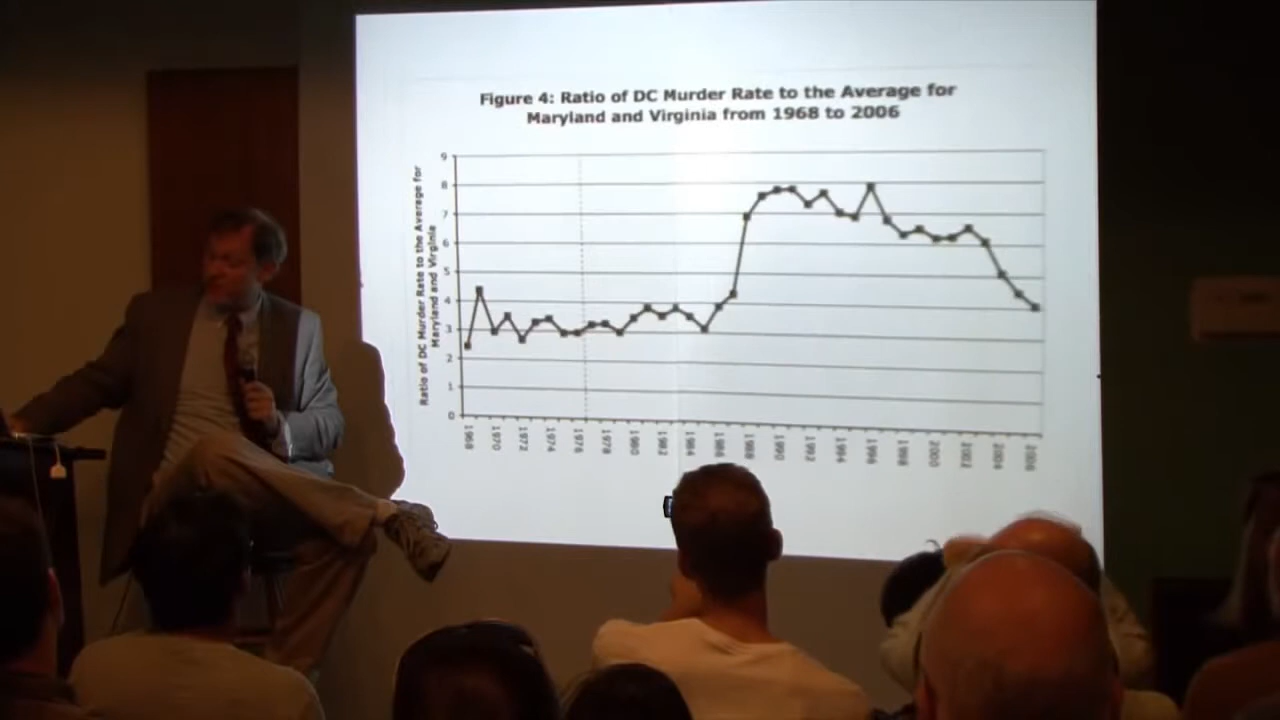 Figure 4: Ratio of DC Murder Rate to the Average for
Maryland and Virginia from 1968 to 2006
Ratio of DC Murder Rate to the Average for
Maryland and Virginia
9
8
7
6
5
4
3
2
1
0
1968 1970 1972 1974 1976 1978 1980 1982 1984 1986 1988 1990 1992 1994 1996 1998 2000 2002 2004 2006